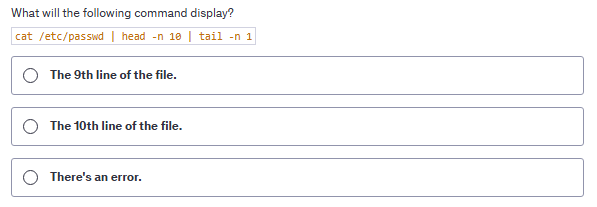 What will the following command display?
cat /etc/passwd | head -n 10 | tail -n 1
The 9th line of the file.
The 10th line of the file.
There's an error.